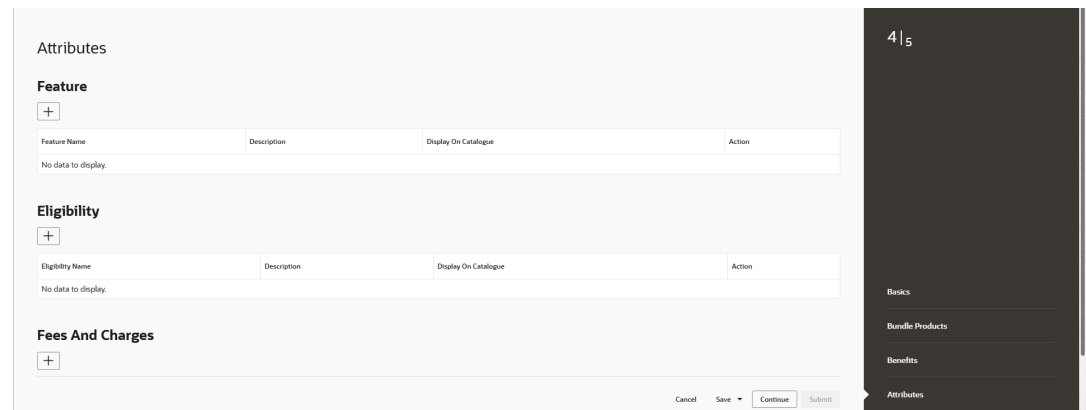 Attributes
4|5
Feature
Feature Name Description Display On Catalogue Action
No data to display.
Eligibility
Eligibility Name Description Display On Catalogue Action
No data to display.
Fees And Charges
Cancel Save Continue Submit
Basics
Bundle Products
Benefits
Attributes